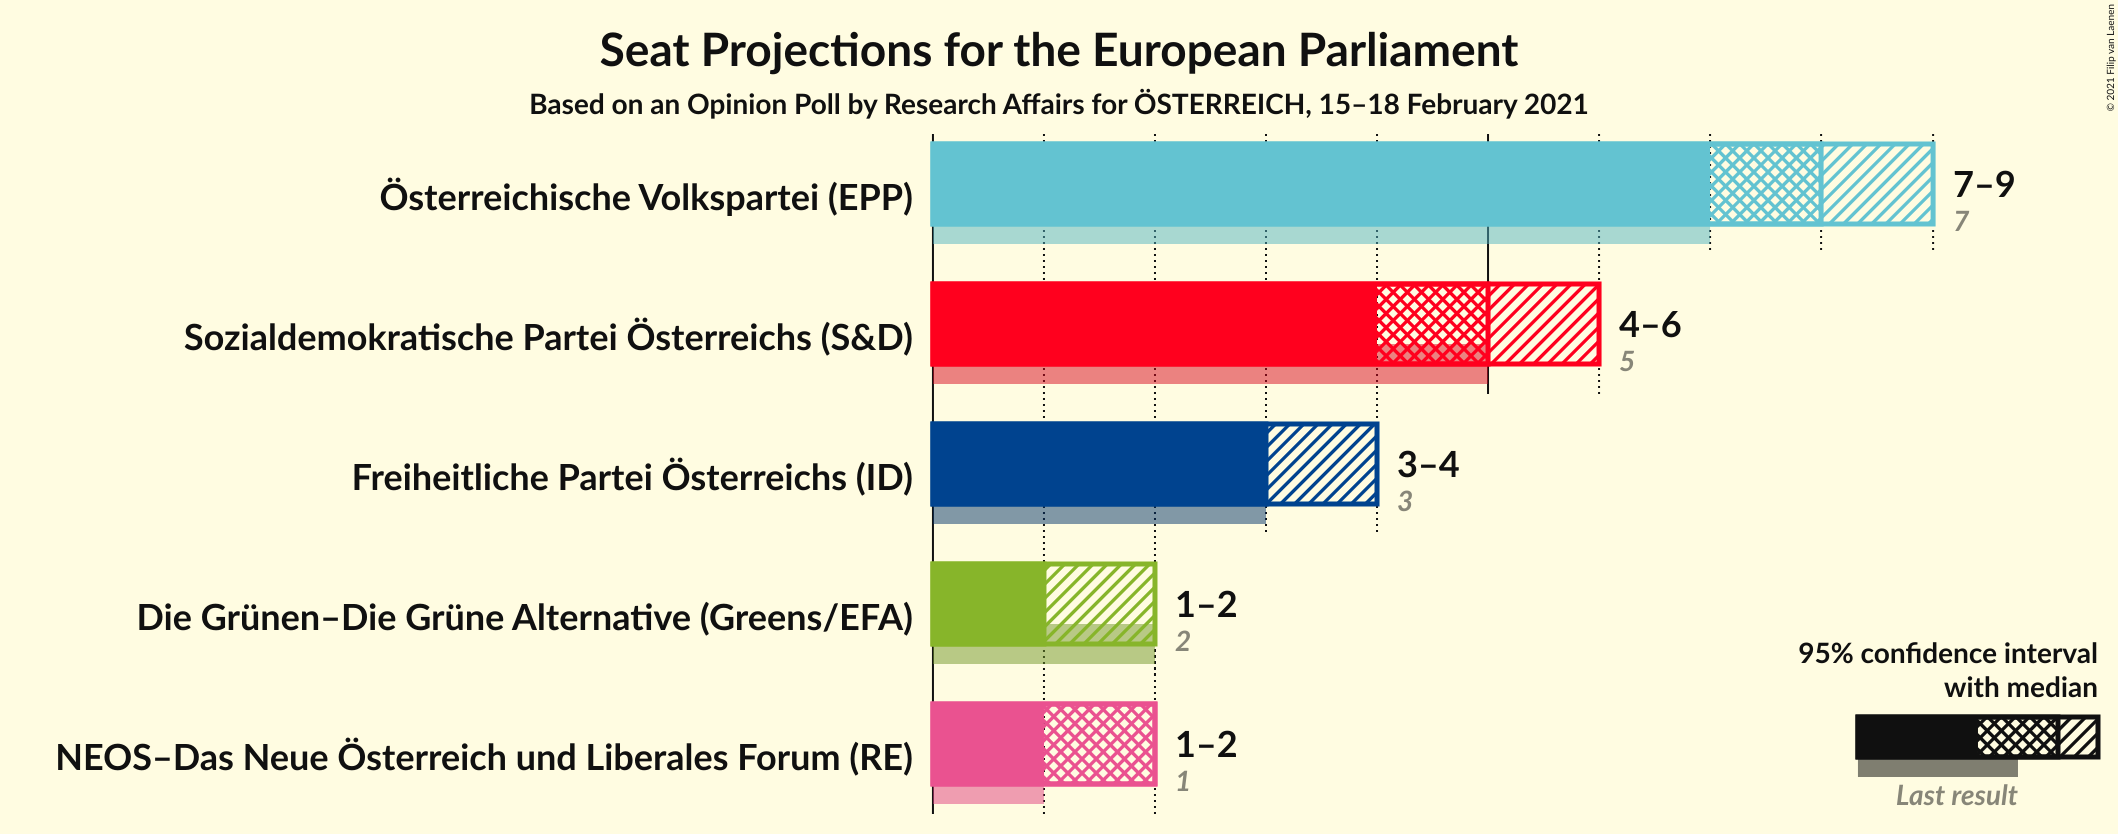 Seat Projections for the European Parliament
Based on an Opinion Poll by Research Affairs for ÖSTERREICH, 15–18 February 2021
© 2021 Filip van Laenen
Österreichische Volkspartei (EPP)
7–9
7
Sozialdemokratische Partei Österreichs (S&D)
4–6
5
Freiheitliche Partei Österreichs (ID)
3–4
3
Die Grünen–Die Grüne Alternative (Greens/EFA)
1–2
2
NEOS–Das Neue Österreich und Liberales Forum (RE)
1–2
1
95% confidence interval
with median
Last result